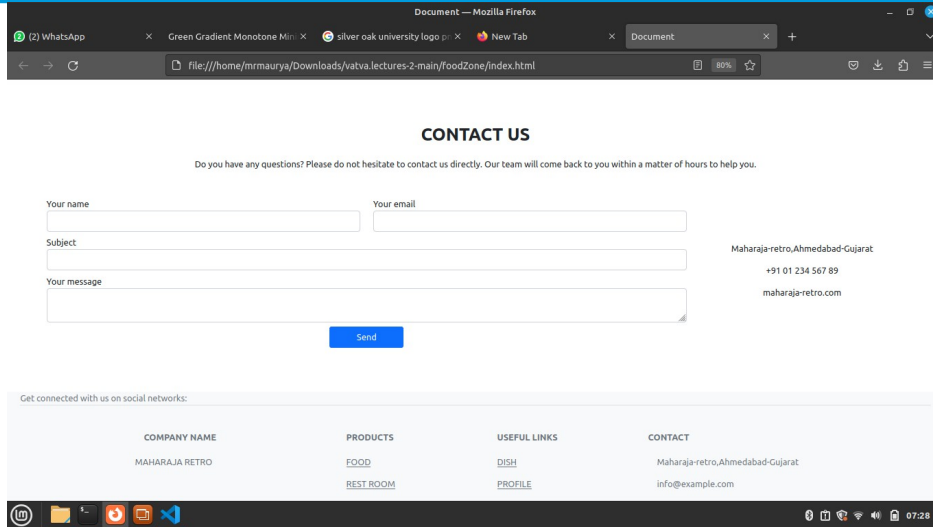 Document — Mozilla Firefox
(2) WhatsApp
Green Gradient Monotone Mini
silver oak university logo pn
New Tab
Document
file:///home/mrmaurya/Downloads/vatva.lectures-2-main/foodZone/index.html
80%
CONTACT US
Do you have any questions? Please do not hesitate to contact us directly. Our team will come back to you within a matter of hours to help you.
Your name
Your email
Subject
Your message
Send
Maharaja-retro,Ahmedabad-Gujarat
+91 01 234 567 89
maharaja-retro.com
Get connected with us on social networks:
COMPANY NAME
MAHARAJA RETRO
PRODUCTS
FOOD
REST ROOM
USEFUL LINKS
DISH
PROFILE
CONTACT
Maharaja-retro,Ahmedabad-Gujarat
info@example.com
07:28